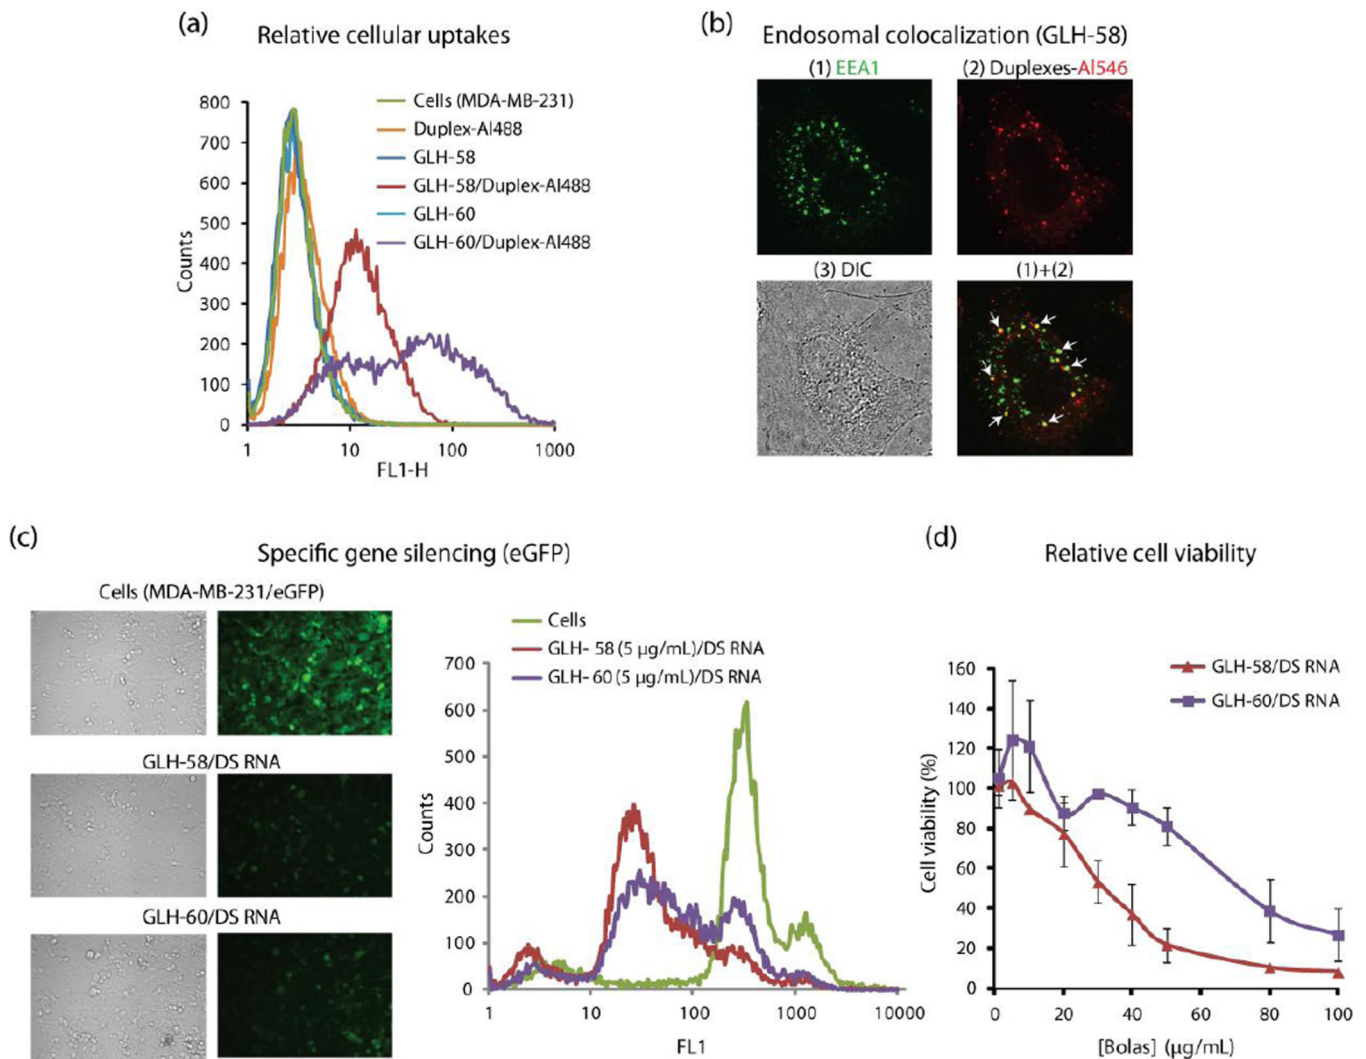 (a) Relative cellular uptakes
800
700
600
500
400
300
200
100
0
Counts
1 10 100 1000
FL1-H
Cells (MDA-MB-231)
Duplex-Al488
GLH-58
GLH-58/Duplex-Al488
GLH-60
GLH-60/Duplex-Al488
(b) Endosomal colocalization (GLH-58)
(1) EEA1
(2) Duplexes-Al546
(3) DIC
(1)+(2)
(c) Specific gene silencing (eGFP)
Cells (MDA-MB-231/eGFP)
GLH-58/DS RNA
GLH-60/DS RNA
Cells
GLH- 58 (5 µg/mL)/DS RNA
GLH- 60 (5 µg/mL)/DS RNA
700
600
500
400
300
200
100
0
Counts
1 10 100 1000 10000
FL1
(d) Relative cell viability
GLH-58/DS RNA
GLH-60/DS RNA
160
140
120
100
80
60
40
20
0
Cell viability (%)
0 20 40 60 80 100
[Bolas] (µg/mL)